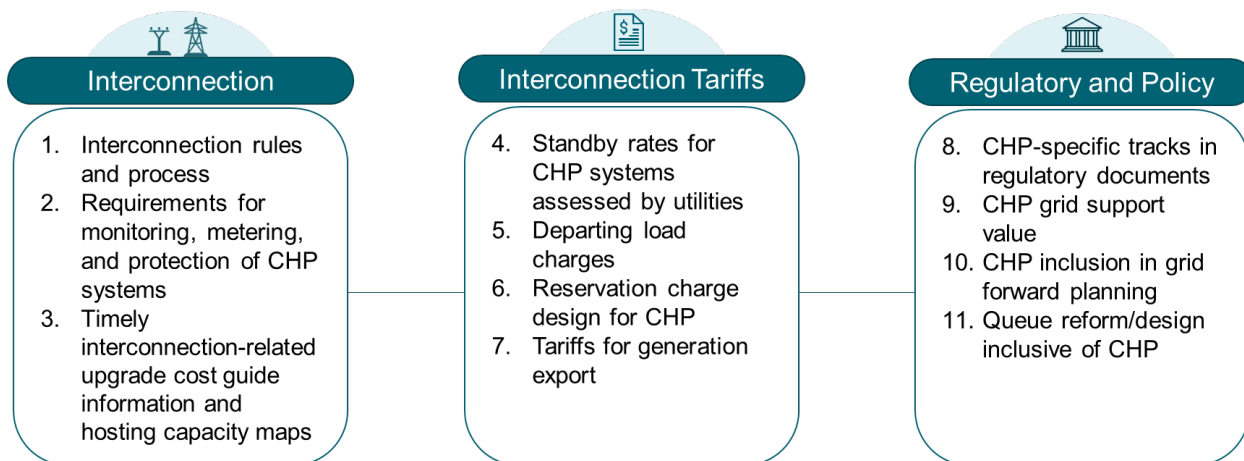 Interconnection
1. Interconnection rules
and process
2. Requirements for
monitoring, metering,
and protection of CHP
systems
3. Timely
interconnection-related
upgrade cost guide
information and
hosting capacity maps
$
Interconnection Tariffs
4. Standby rates for
CHP systems
assessed by utilities
5. Departing load
charges
6. Reservation charge
design for CHP
7. Tariffs for generation
export
Regulatory and Policy
8. CHP-specific tracks in
regulatory documents
9. CHP grid support
value
10. CHP inclusion in grid
forward planning
11. Queue reform/design
inclusive of CHP